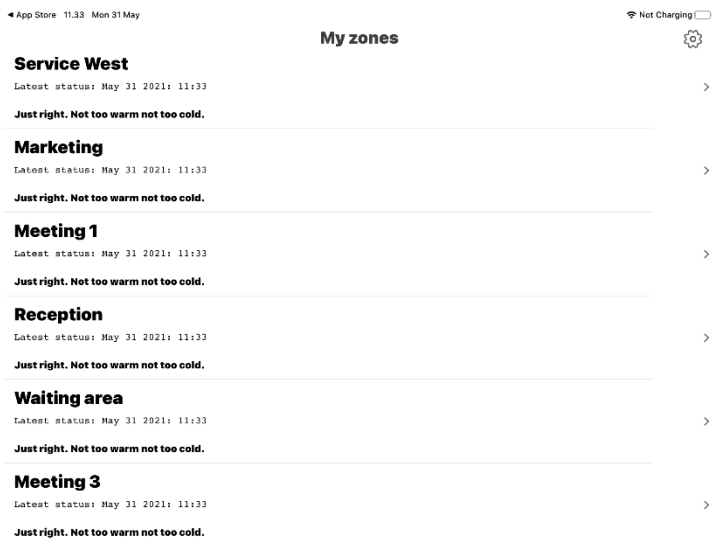 ◀ App Store 11.33 Mon 31 May Not Charging
My zones
Service West
Latest status: May 31 2021: 11:33
Just right. Not too warm not too cold.
Marketing
Latest status: May 31 2021: 11:33
Just right. Not too warm not too cold.
Meeting 1
Latest status: May 31 2021: 11:33
Just right. Not too warm not too cold.
Reception
Latest status: May 31 2021: 11:33
Just right. Not too warm not too cold.
Waiting area
Latest status: May 31 2021: 11:33
Just right. Not too warm not too cold.
Meeting 3
Latest status: May 31 2021: 11:33
Just right. Not too warm not too cold.